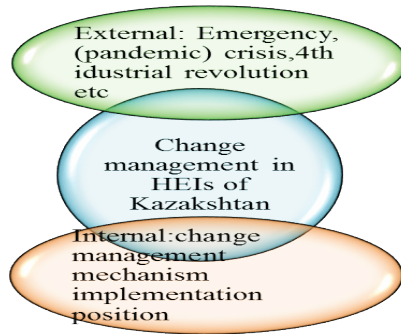 External: Emergency,
(pandemic) crisis,4th
idustrial revolution
etc
Change
management in
HEIs of
Kazakshtan
Internal:change
management
mechanism
implementation
position